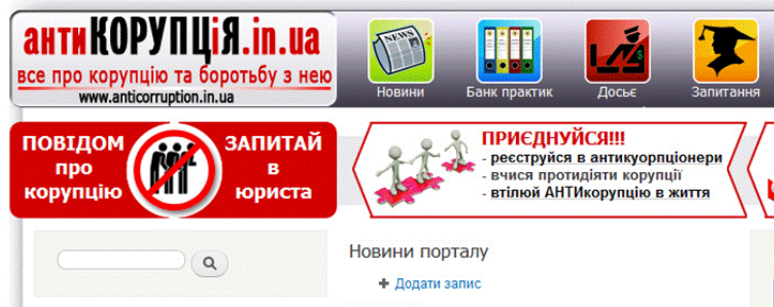 антиКОРУПЦіЯ.in.ua
все про корупцію та боротьбу з нею
www.anticorruption.in.ua
NEWS
Новини
Банк практик
Досьє
Запитання
ПОВІДОМ
про
корупцію
ЗАПИТАЙ
в
юриста
ПРИЄДНУЙСЯ!!!
- реєструйся в антикуорпціонери
- вчися протидіяти корупції
- втілюй АНТИкорупцію в життя
Новини порталу
Додати запис